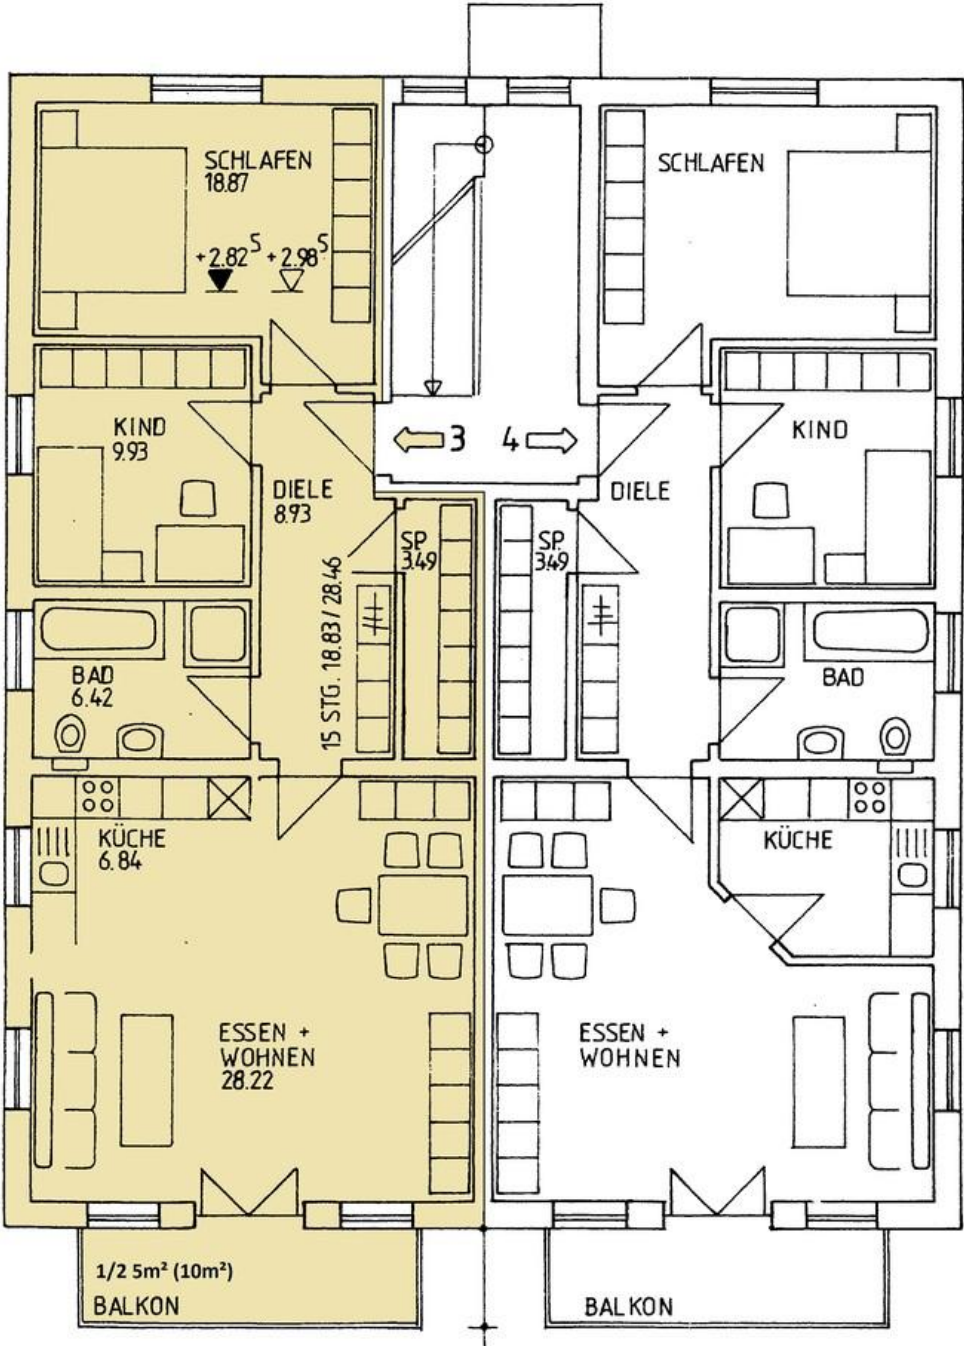 SCHLAFEN
18.87
+2.82⁵ +2.98⁵
SCHLAFEN
KIND
9.93
3 4
KIND
DIELE
8.93
DIELE
SP.
3.49
SP.
3.49
15 STG. 18.83 / 28.46
BAD
6.42
BAD
KÜCHE
6.84
KÜCHE
ESSEN +
WOHNEN
28.22
ESSEN +
WOHNEN
1/2 5m² (10m²)
BALKON
BALKON